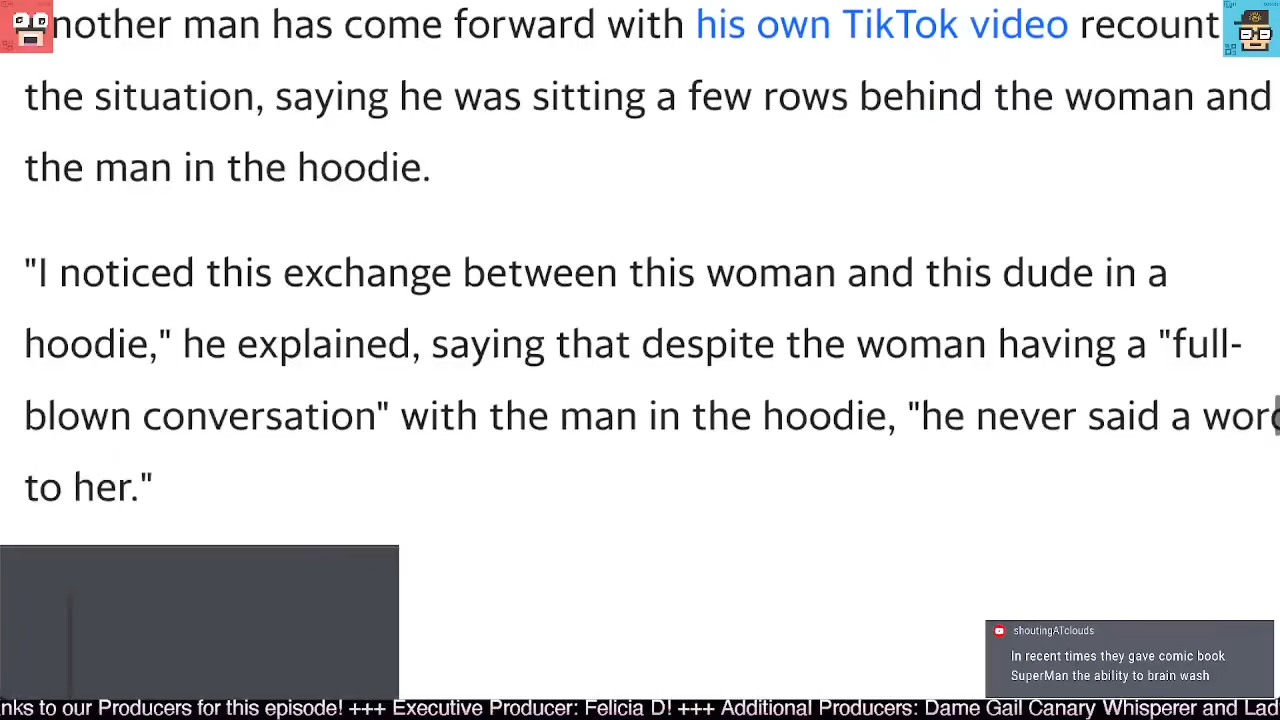 nother man has come forward with his own TikTok video recount
the situation, saying he was sitting a few rows behind the woman and
the man in the hoodie.
"I noticed this exchange between this woman and this dude in a
hoodie," he explained, saying that despite the woman having a "full-
blown conversation" with the man in the hoodie, "he never said a word
to her."
shoutingATclouds
In recent times they gave comic book
SuperMan the ability to brain wash
nks to our Producers for this episode! +++ Executive Producer: Felicia D! +++ Additional Producers: Dame Gail Canary Whisperer and Lad